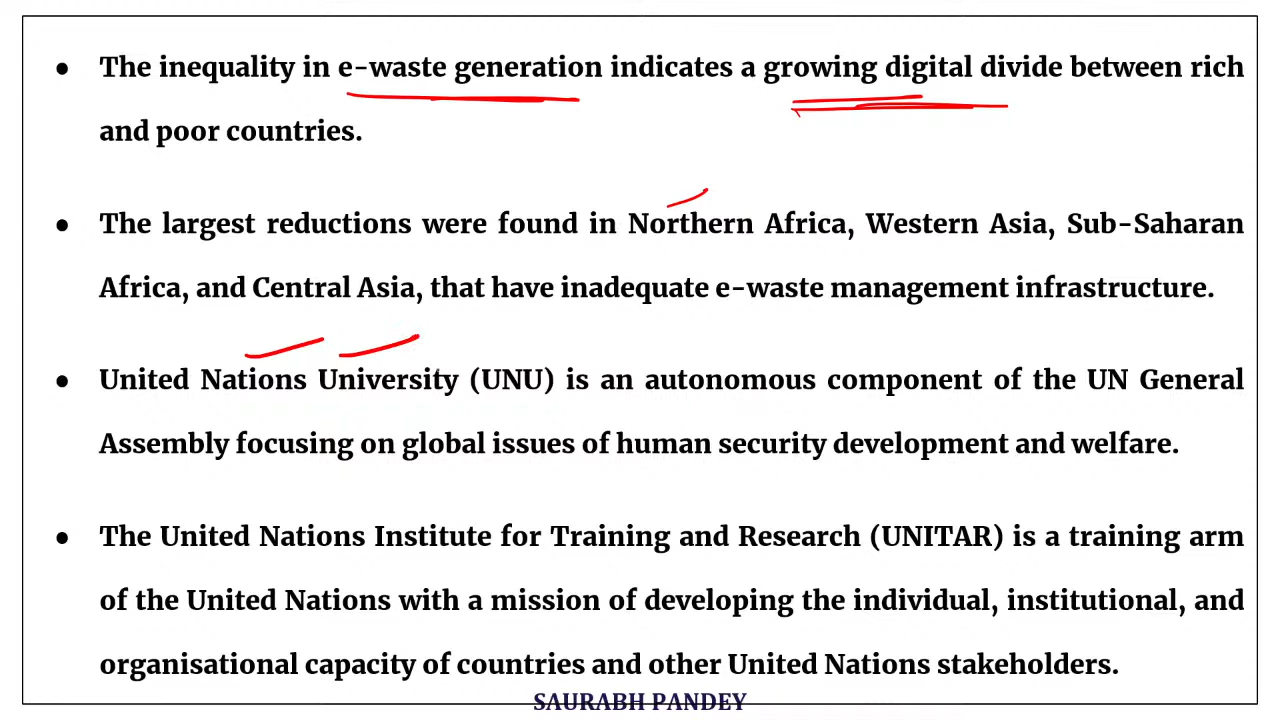 ● The inequality in e-waste generation indicates a growing digital divide between rich
and poor countries.
● The largest reductions were found in Northern Africa, Western Asia, Sub-Saharan
Africa, and Central Asia, that have inadequate e-waste management infrastructure.
● United Nations University (UNU) is an autonomous component of the UN General
Assembly focusing on global issues of human security development and welfare.
● The United Nations Institute for Training and Research (UNITAR) is a training arm
of the United Nations with a mission of developing the individual, institutional, and
organisational capacity of countries and other United Nations stakeholders.
SAURABH PANDEY